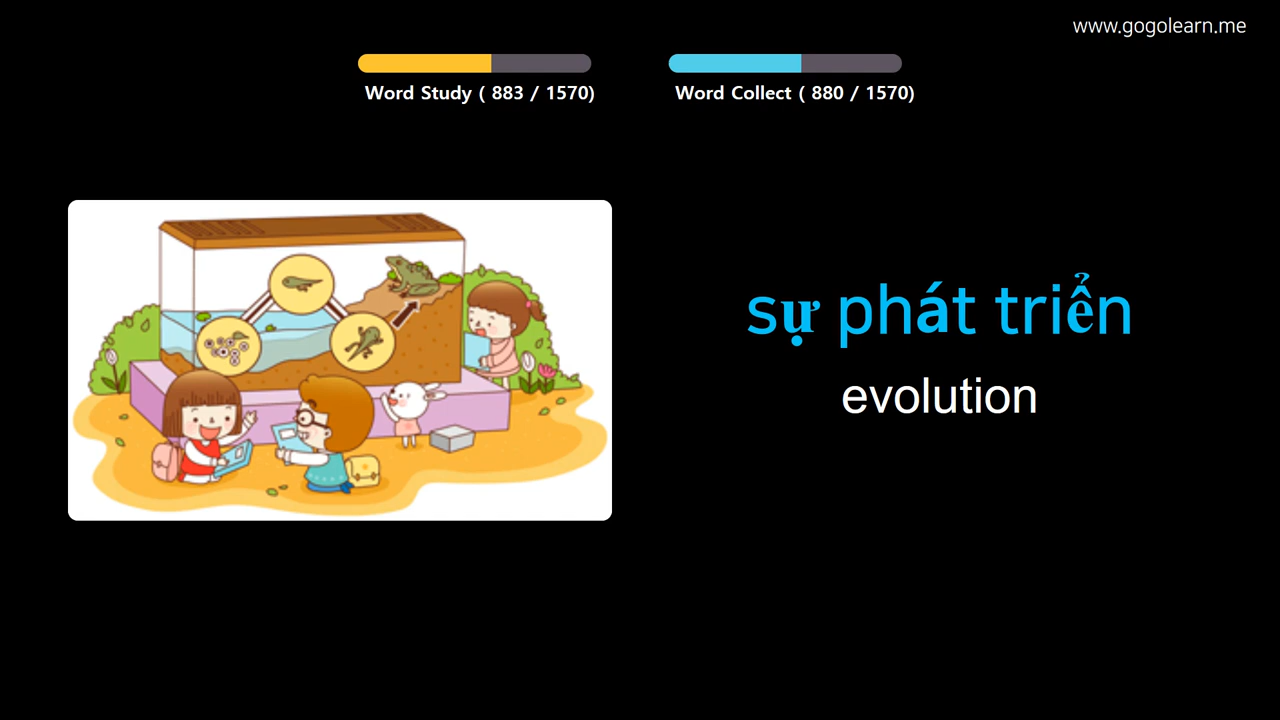 www.gogolearn.me
Word Study ( 883 / 1570)
Word Collect ( 880 / 1570)
sự phát triển
evolution